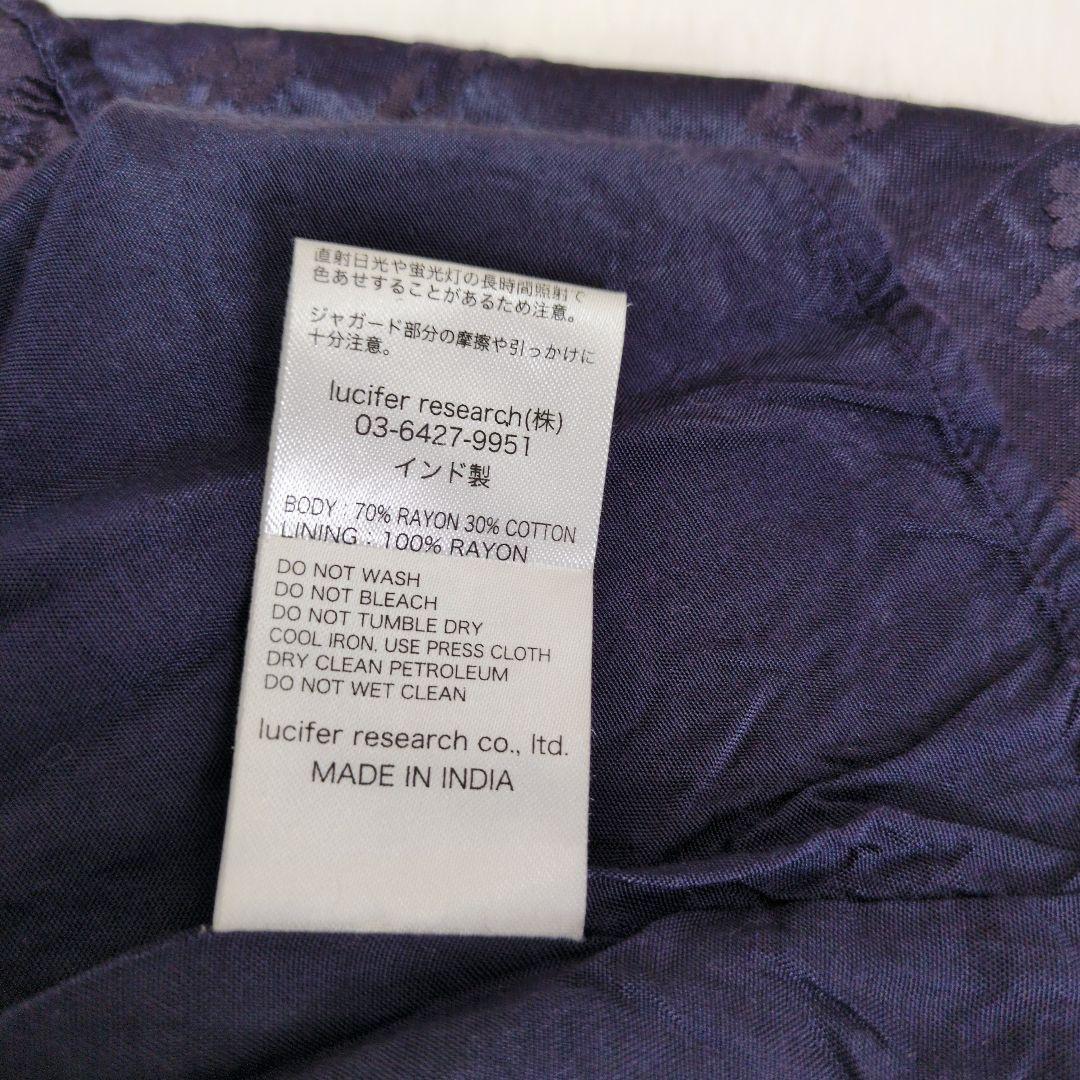 直射日光や蛍光灯の長時間照射で
色あせすることがあるため注意。
ジャガード部分の摩擦や引っかけに
十分注意。
lucifer research(株)
03-6427-9951
インド製
BODY : 70% RAYON 30% COTTON
LINING : 100% RAYON
DO NOT WASH
DO NOT BLEACH
DO NOT TUMBLE DRY
COOL IRON, USE PRESS CLOTH
DRY CLEAN PETROLEUM
DO NOT WET CLEAN
lucifer research co., ltd.
MADE IN INDIA